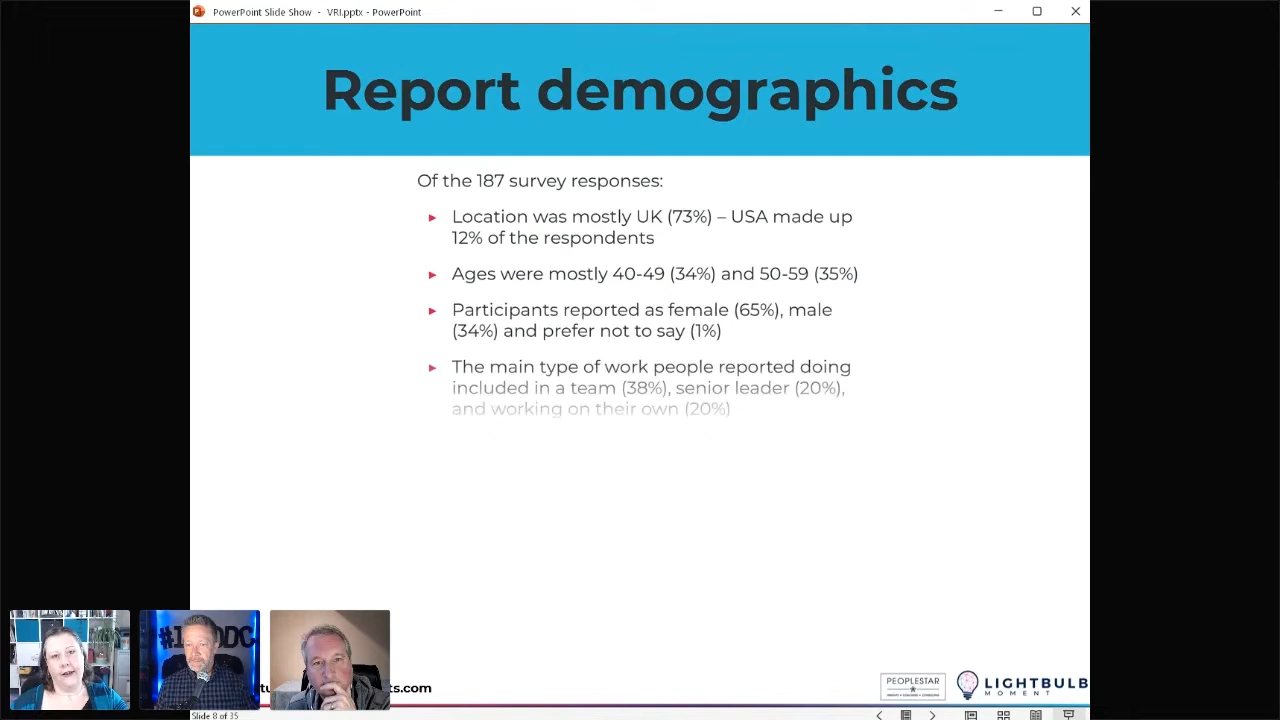 PowerPoint Slide Show - VRI.pptx - PowerPoint
Report demographics
Of the 187 survey responses:
Location was mostly UK (73%) – USA made up
12% of the respondents
Ages were mostly 40-49 (34%) and 50-59 (35%)
Participants reported as female (65%), male
(34%) and prefer not to say (1%)
The main type of work people reported doing
included in a team (38%), senior leader (20%),
and working on their own (20%)
PEOPLESTAR
LIGHTBULB
MOMENT
Slide 8 of 35